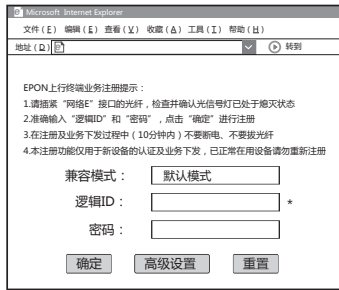 Microsoft Internet Explorer
文件(E) 编辑(E) 查看(V) 收藏(A) 工具(I) 帮助(H)
地址(D) 转到
EPON上行终端业务注册提示：
1.请插紧“网络E”接口的光纤，检查并确认光信号灯已处于熄灭状态
2.准确输入“逻辑ID”和“密码”，点击“确定”进行注册
3.在注册及业务下发过程中（10分钟内）不要断电、不要拔光纤
4.本注册功能仅用于新设备的认证及业务下发，已正常在用设备请勿重新注册
兼容模式： 默认模式
逻辑ID： *
密码：
确定 高级设置 重置